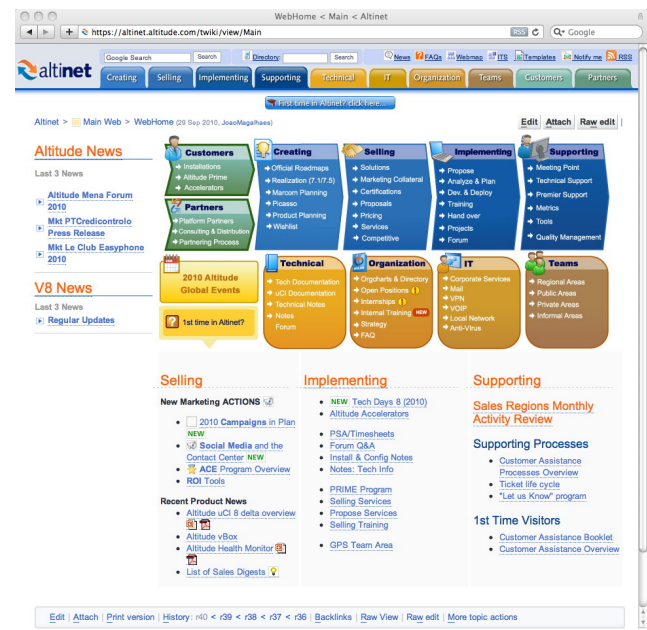 WebHome < Main < Altinet
https://altinet.altitude.com/twiki/view/Main
RSS
Google
Google Search
Search
Directory:
Search
News
FAQs
Webmap
ITS
Templates
Notify me
RSS
altinet
Creating
Selling
Implementing
Supporting
Technical
IT
Organization
Teams
Customers
Partners
First time in Altinet? click here...
Altinet > Main Web > WebHome (29 Sep 2010, JoaoMagalhaes)
Edit Attach Raw edit
Altitude News
Last 3 News
Altitude Mena Forum
2010
Mkt PTCredicontrolo
Press Release
Mkt Le Club Easyphone
2010
V8 News
Last 3 News
Regular Updates
Customers
Installations
Altitude Prime
Accelerators
Partners
Platform Partners
Consulting & Distribution
Partnering Process
Creating
Official Roadmaps
Realization (7.1/7.5)
Marcom Planning
Picasso
Product Planning
Wishlist
Selling
Solutions
Marketing Collateral
Certifications
Proposals
Pricing
Services
Competitive
Implementing
Propose
Analyze & Plan
Dev. & Deploy
Training
Hand over
Projects
Forum
Supporting
Meeting Point
Technical Support
Premier Support
Metrics
Tools
Quality Management
2010 Altitude
Global Events
1st time in Altinet?
Technical
Tech Documentation
uCI Documentation
Technical Notes
Notes
Forum
Organization
Orgcharts & Directory
Open Positions
Internships
Internal Training NEW
Strategy
FAQ
IT
Corporate Services
Mail
VPN
VOIP
Local Network
Anti-Virus
Teams
Regional Areas
Public Areas
Private Areas
Informal Areas
Selling
New Marketing ACTIONS
2010 Campaigns in Plan
NEW
Social Media and the
Contact Center NEW
ACE Program Overview
ROI Tools
Recent Product News
Altitude uCI 8 delta overview
Altitude vBox
Altitude Health Monitor
List of Sales Digests
Implementing
NEW Tech Days 8 (2010)
Altitude Accelerators
PSA/Timesheets
Forum Q&A
Install & Config Notes
Notes: Tech Info
PRIME Program
Selling Services
Propose Services
Selling Training
GPS Team Area
Supporting
Sales Regions Monthly
Activity Review
Supporting Processes
Customer Assistance
Processes Overview
Ticket life cycle
"Let us Know" program
1st Time Visitors
Customer Assistance Booklet
Customer Assistance Overview
Edit | Attach | Print version | History: r40 < r39 < r38 < r37 < r36 | Backlinks | Raw View | Raw edit | More topic actions